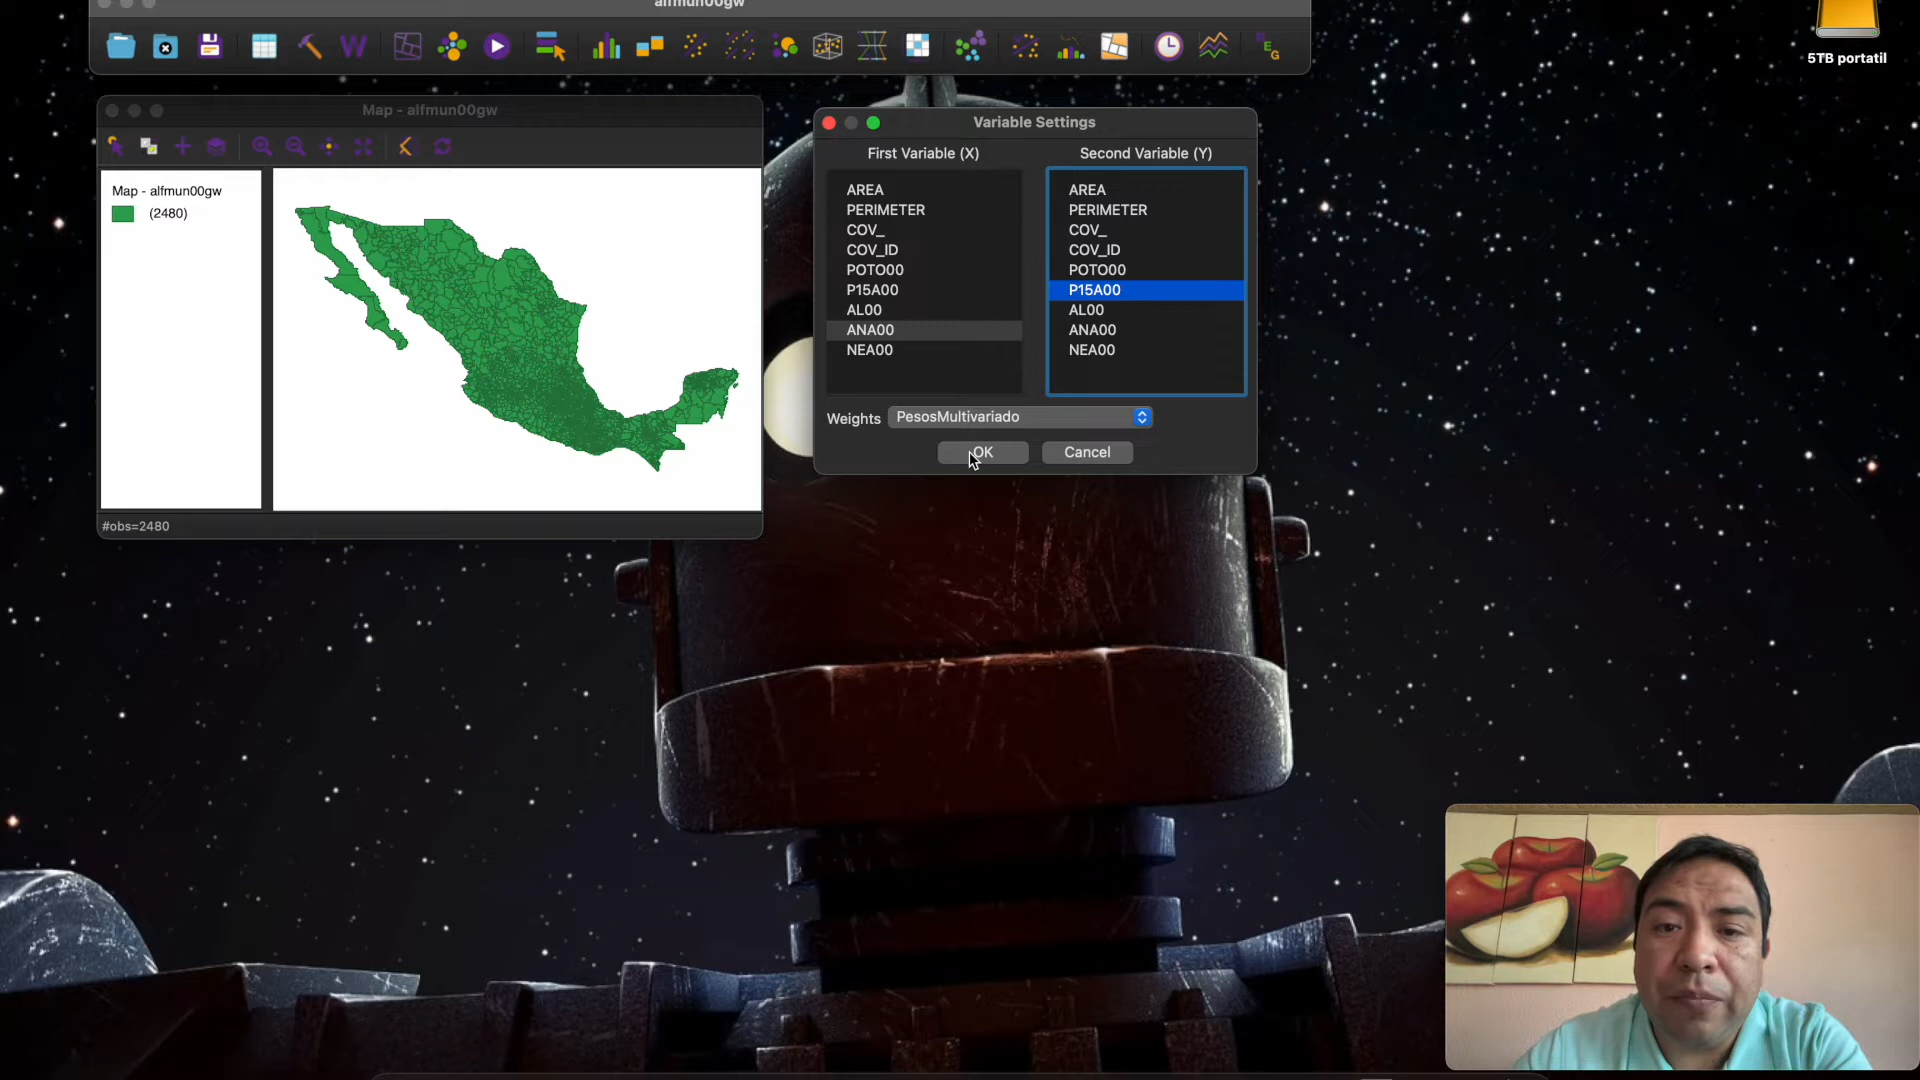 alfmun00gw
5TB portatil
Map - alfmun00gw
Map - alfmun00gw
(2480)
#obs=2480
Variable Settings
First Variable (X)
AREA
PERIMETER
COV_
COV_ID
POTO00
P15A00
AL00
ANA00
NEA00
Second Variable (Y)
AREA
PERIMETER
COV_
COV_ID
POTO00
P15A00
AL00
ANA00
NEA00
Weights PesosMultivariado
OK Cancel